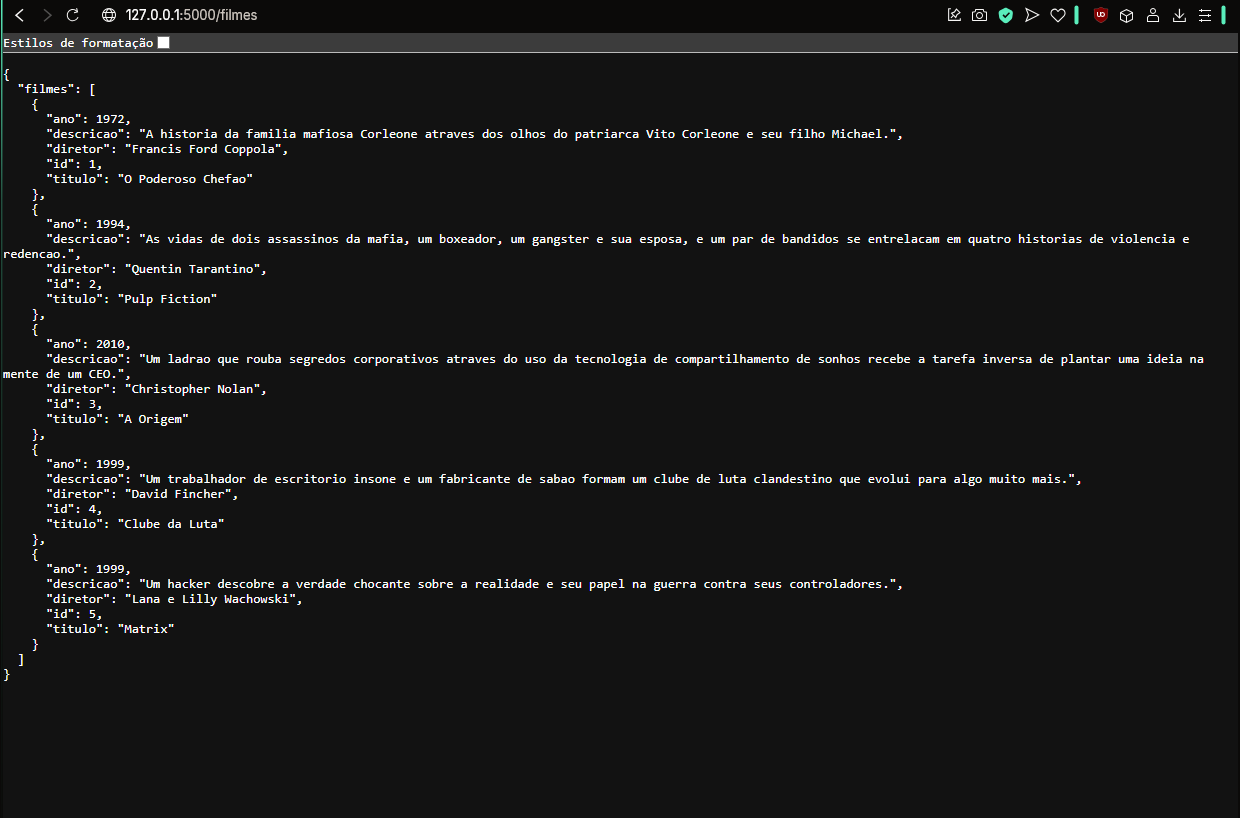 127.0.0.1:5000/filmes
Estilos de formatação
{
  "filmes": [
    {
      "ano": 1972,
      "descricao": "A historia da familia mafiosa Corleone atraves dos olhos do patriarca Vito Corleone e seu filho Michael.",
      "diretor": "Francis Ford Coppola",
      "id": 1,
      "titulo": "O Poderoso Chefao"
    },
    {
      "ano": 1994,
      "descricao": "As vidas de dois assassinos da mafia, um boxeador, um gangster e sua esposa, e um par de bandidos se entrelacam em quatro historias de violencia e
redencao.",
      "diretor": "Quentin Tarantino",
      "id": 2,
      "titulo": "Pulp Fiction"
    },
    {
      "ano": 2010,
      "descricao": "Um ladrao que rouba segredos corporativos atraves do uso da tecnologia de compartilhamento de sonhos recebe a tarefa inversa de plantar uma ideia na
mente de um CEO.",
      "diretor": "Christopher Nolan",
      "id": 3,
      "titulo": "A Origem"
    },
    {
      "ano": 1999,
      "descricao": "Um trabalhador de escritorio insone e um fabricante de sabao formam um clube de luta clandestino que evolui para algo muito mais.",
      "diretor": "David Fincher",
      "id": 4,
      "titulo": "Clube da Luta"
    },
    {
      "ano": 1999,
      "descricao": "Um hacker descobre a verdade chocante sobre a realidade e seu papel na guerra contra seus controladores.",
      "diretor": "Lana e Lilly Wachowski",
      "id": 5,
      "titulo": "Matrix"
    }
  ]
}